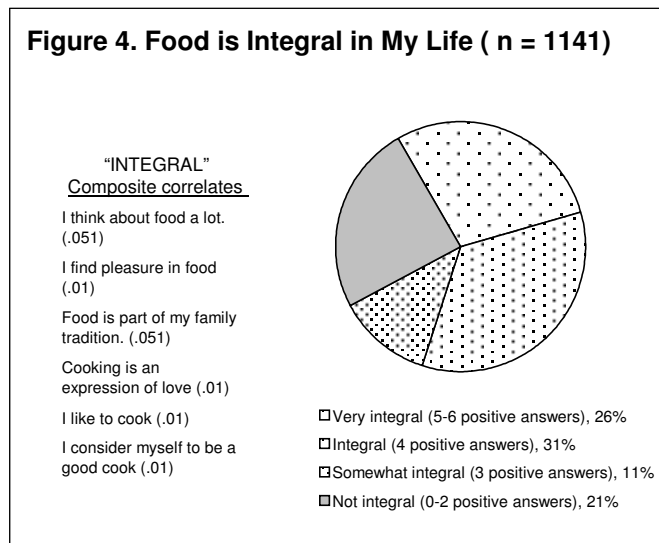 Figure 4. Food is Integral in My Life ( n = 1141)
“INTEGRAL”
Composite correlates
I think about food a lot.
(.051)
I find pleasure in food
(.01)
Food is part of my family
tradition. (.051)
Cooking is an
expression of love (.01)
I like to cook (.01)
I consider myself to be a
good cook (.01)
Very integral (5-6 positive answers), 26%
Integral (4 positive answers), 31%
Somewhat integral (3 positive answers), 11%
Not integral (0-2 positive answers), 21%